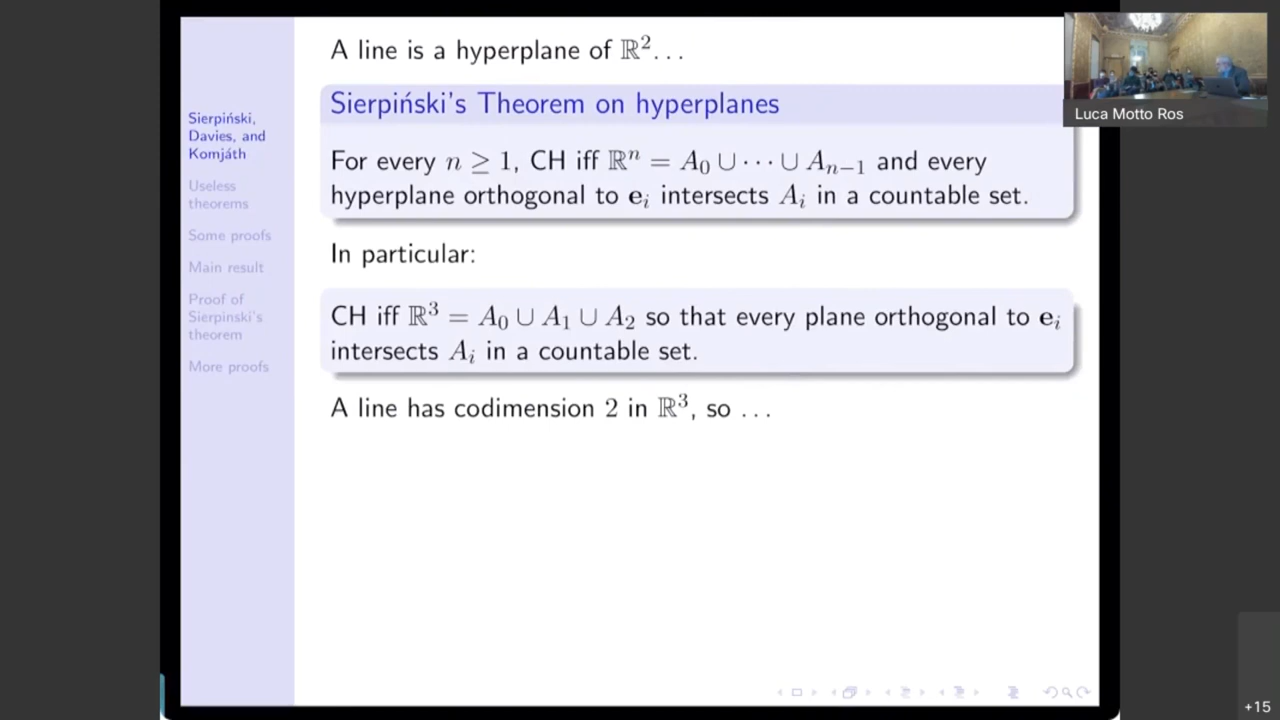 A line is a hyperplane of ℝ²...
Sierpiński's Theorem on hyperplanes
For every n ≥ 1, CH iff ℝⁿ = A₀ ∪ ⋯ ∪ Aₙ₋₁ and every
hyperplane orthogonal to eᵢ intersects Aᵢ in a countable set.
In particular:
CH iff ℝ³ = A₀ ∪ A₁ ∪ A₂ so that every plane orthogonal to eᵢ
intersects Aᵢ in a countable set.
A line has codimension 2 in ℝ³, so ...
Sierpiński,
Davies, and
Komjáth
Useless
theorems
Some proofs
Main result
Proof of
Sierpinski's
theorem
More proofs
Luca Motto Ros
+15